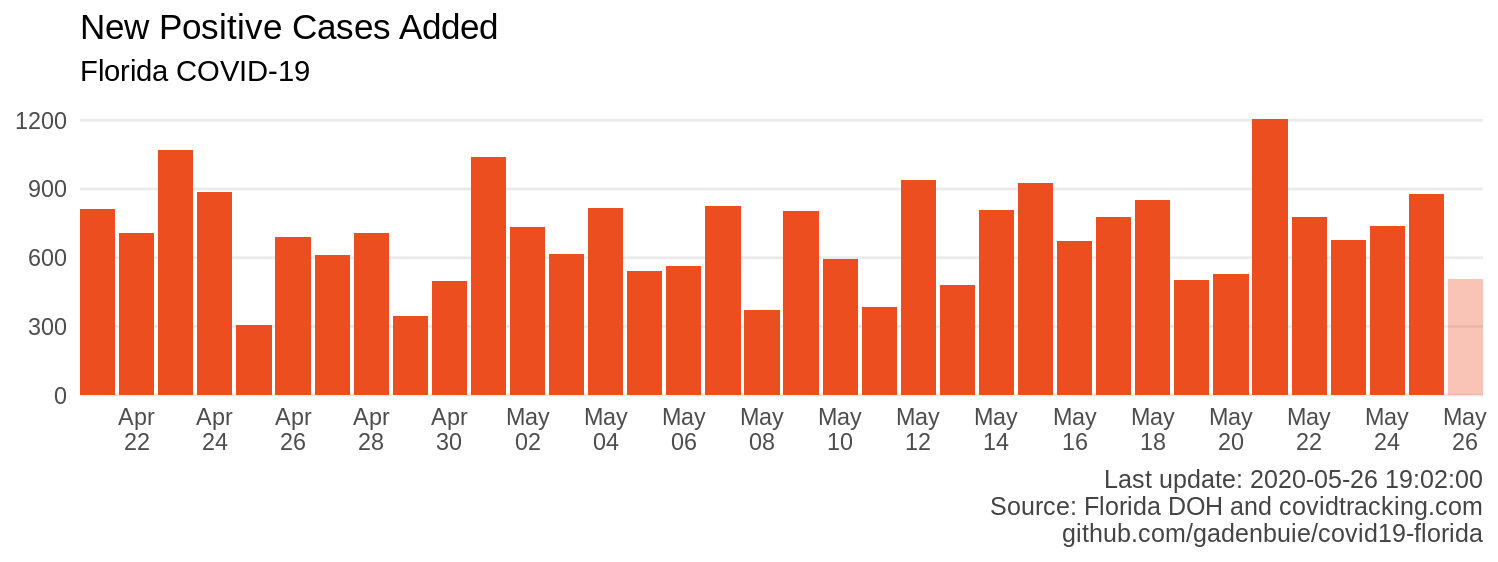 New Positive Cases Added
Florida COVID-19
1200
900
600
300
0
Apr Apr Apr Apr Apr May May May May May May May May May May May May May
22 24 26 28 30 02 04 06 08 10 12 14 16 18 20 22 24 26
Last update: 2020-05-26 19:02:00
Source: Florida DOH and covidtracking.com
github.com/gadenbuie/covid19-florida